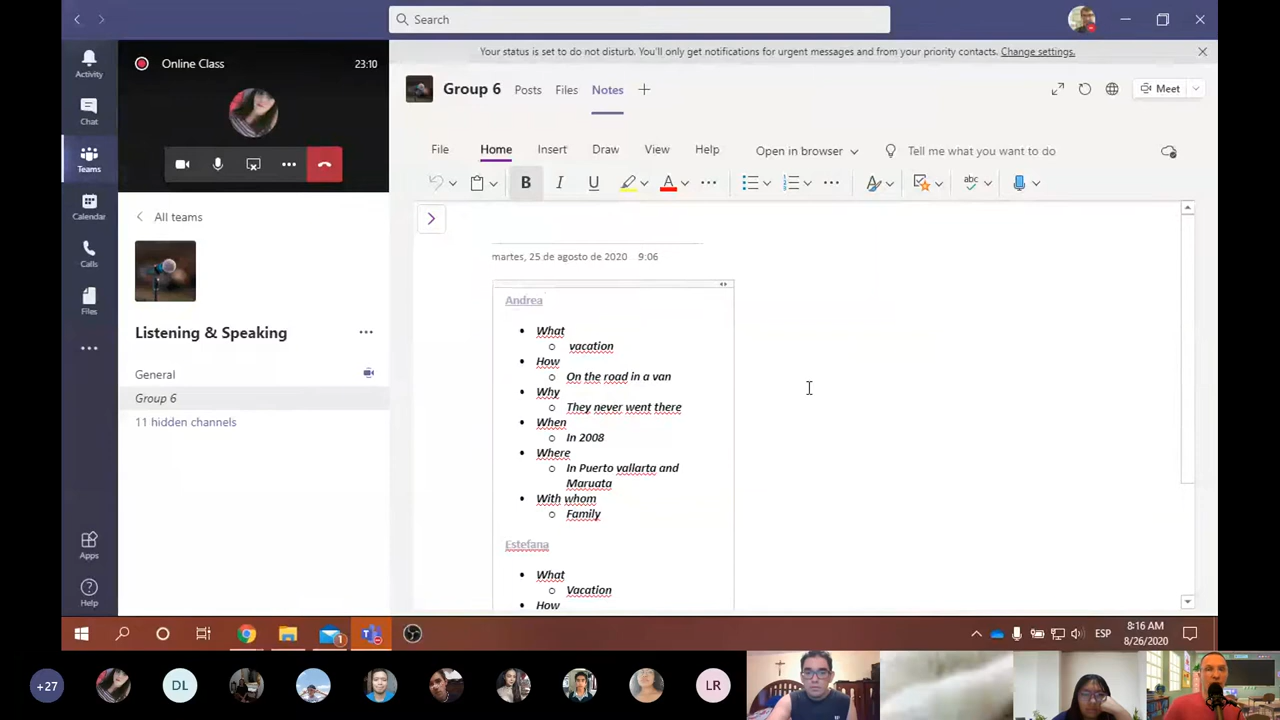 Search
Your status is set to do not disturb. You'll only get notifications for urgent messages and from your priority contacts. Change settings.
Activity
Chat
Teams
Calendar
Calls
Files
Apps
Help
Online Class
23:10
All teams
Listening & Speaking
General
Group 6
11 hidden channels
Group 6
Posts
Files
Notes
Meet
File
Home
Insert
Draw
View
Help
Open in browser
Tell me what you want to do
B
I
U
A
abc
martes, 25 de agosto de 2020 9:06
Andrea
What
vacation
How
On the road in a van
Why
They never went there
When
In 2008
Where
In Puerto vallarta and
Maruata
With whom
Family
Estefana
What
Vacation
How
1
ESP
8:16 AM
8/26/2020
+27
DL
LR